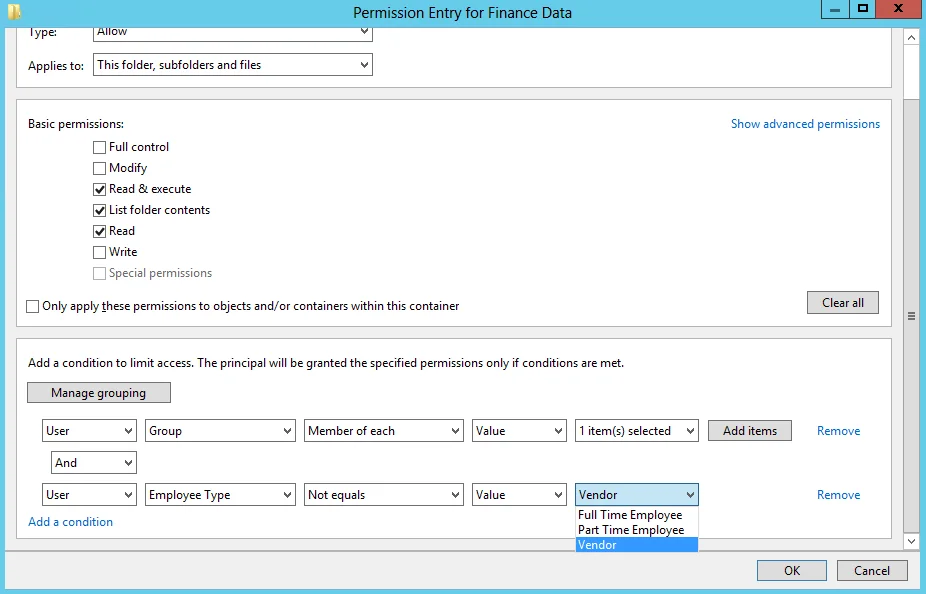 Permission Entry for Finance Data
Type: Allow
Applies to: This folder, subfolders and files
Basic permissions: Show advanced permissions
Full control
Modify
Read & execute
List folder contents
Read
Write
Special permissions
Only apply these permissions to objects and/or containers within this container Clear all
Add a condition to limit access. The principal will be granted the specified permissions only if conditions are met.
Manage grouping
User Group Member of each Value 1 item(s) selected Add items Remove
And
User Employee Type Not equals Value Vendor Remove
Full Time Employee
Add a condition
Part Time Employee
Vendor
OK Cancel